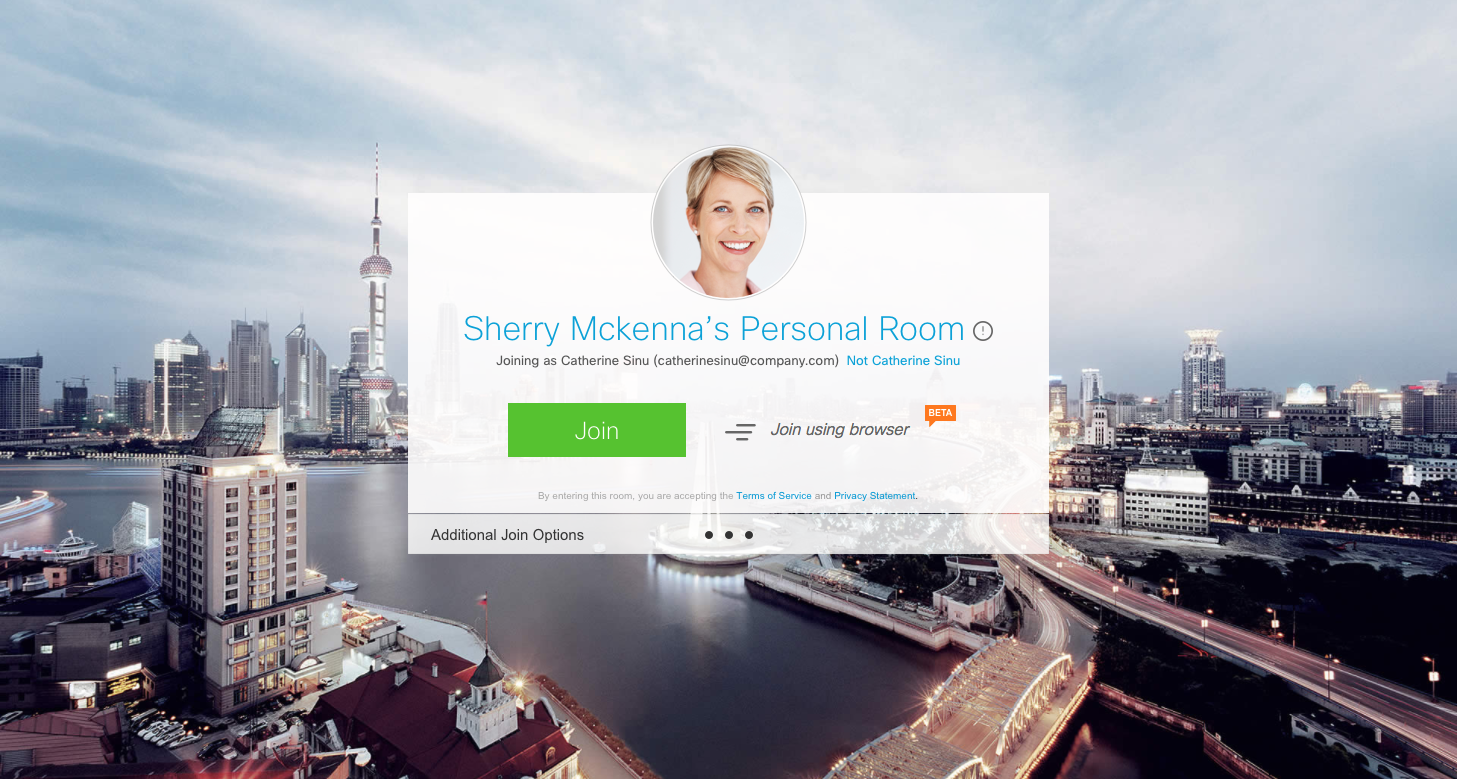 Sherry Mckenna’s Personal Room
Joining as Catherine Sinu (catherinesinu@company.com) Not Catherine Sinu
BETA
Join
Join using browser
By entering this room, you are accepting the Terms of Service and Privacy Statement.
Additional Join Options